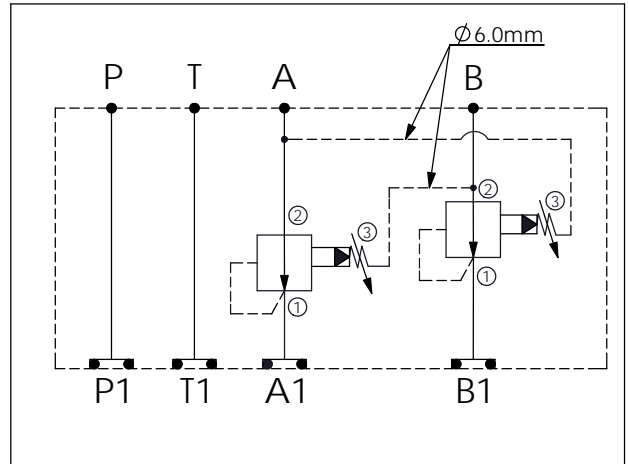 Ø6.0mm
P T A B
② ③
② ③
①
①
P1 T1 A1 B1